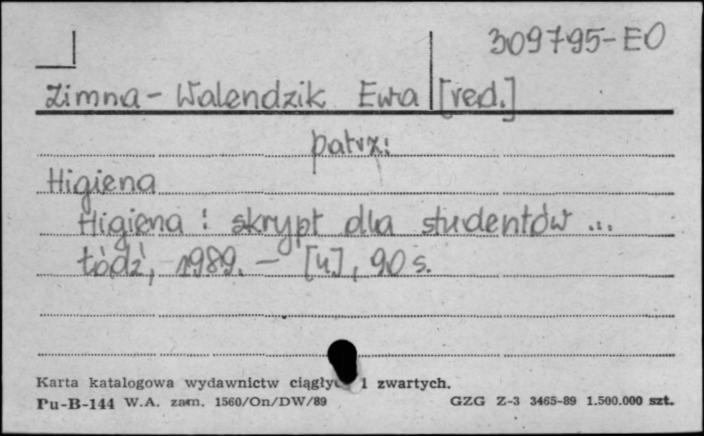 309795-EO
Zimna-Walendzik Ewa [red.]
patrz:
Higiena
Higiena : skrypt dla studentów ...
Łódź, 1989. - [4], 90 s.
Karta katalogowa wydawnictw 1 zwartych.
Pu-B-144 W.A. zam. 1560/On/DW/89 GZG Z-3 3465-89 1.500.000 szt.